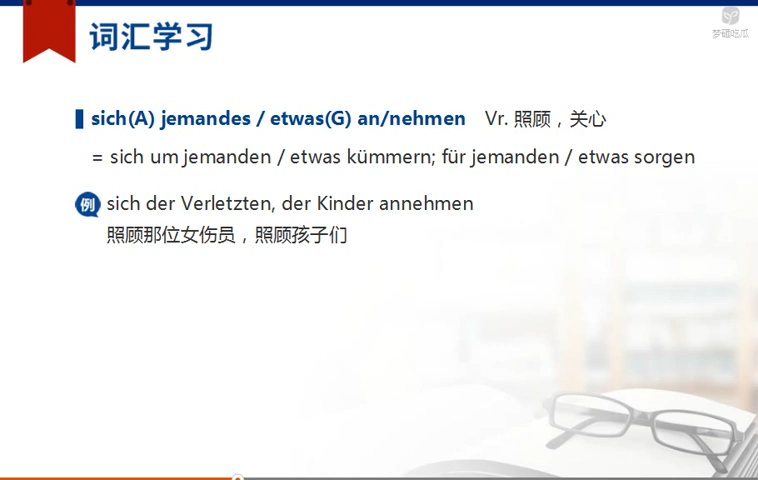 词汇学习
梦砸吃瓜
sich(A) jemandes / etwas(G) an/nehmen Vr. 照顾，关心
= sich um jemanden / etwas kümmern; für jemanden / etwas sorgen
例 sich der Verletzten, der Kinder annehmen
照顾那位女伤员，照顾孩子们